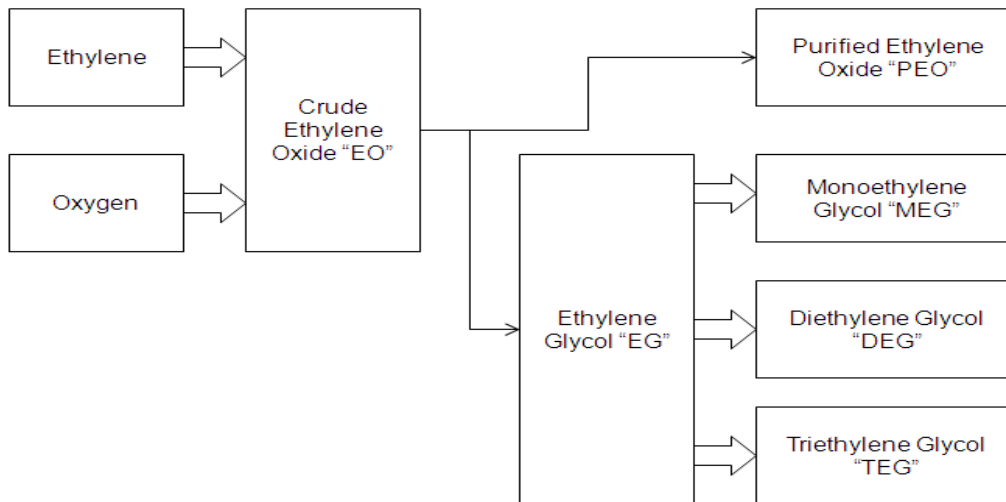 Ethylene
Oxygen
Crude
Ethylene
Oxide “EO”
Purified Ethylene
Oxide “PEO”
Ethylene
Glycol “EG”
Monoethylene
Glycol “MEG”
Diethylene Glycol
“DEG”
Triethylene Glycol
“TEG”